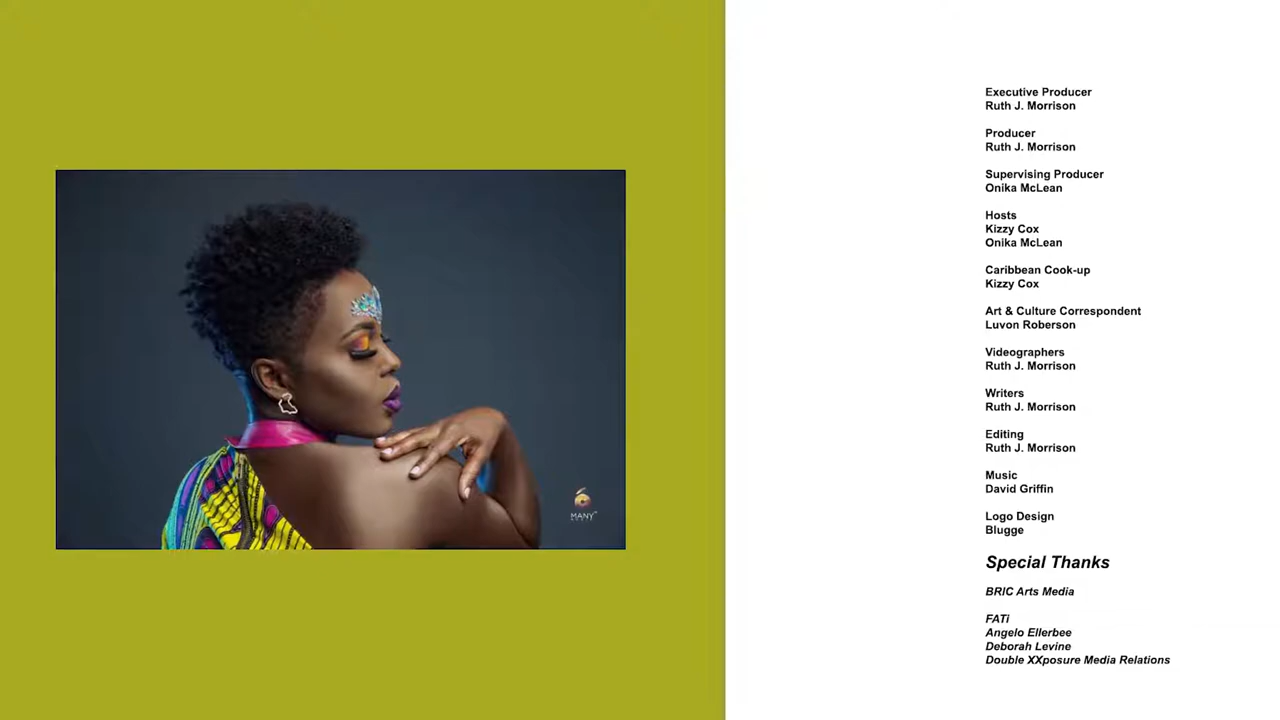 MANY
Executive Producer
Ruth J. Morrison
Producer
Ruth J. Morrison
Supervising Producer
Onika McLean
Hosts
Kizzy Cox
Onika McLean
Caribbean Cook-up
Kizzy Cox
Art & Culture Correspondent
Luvon Roberson
Videographers
Ruth J. Morrison
Writers
Ruth J. Morrison
Editing
Ruth J. Morrison
Music
David Griffin
Logo Design
Blugge
Special Thanks
BRIC Arts Media
FATi
Angelo Ellerbee
Deborah Levine
Double XXposure Media Relations